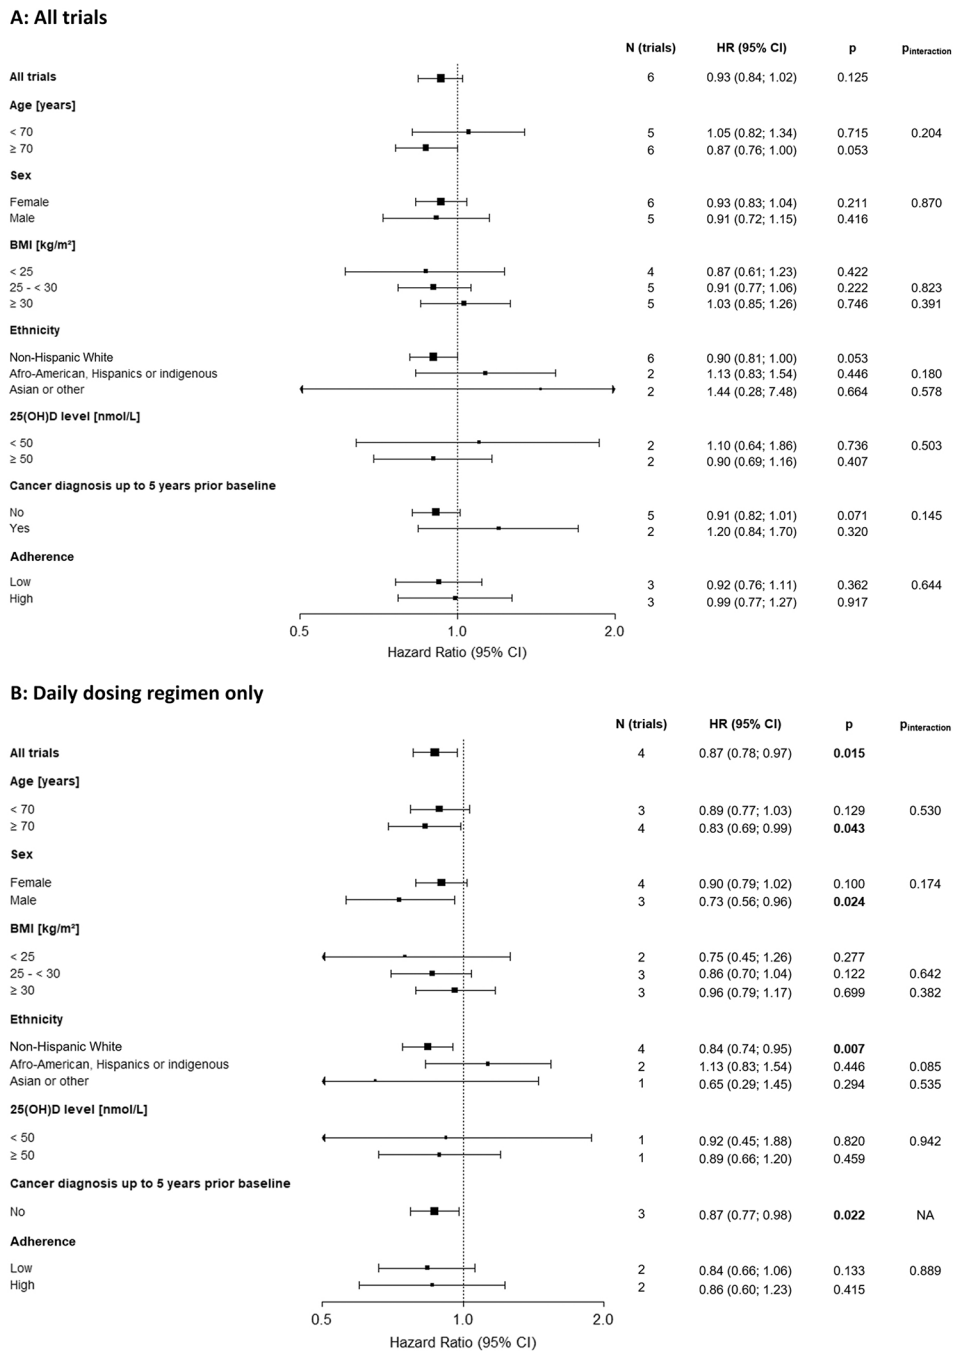 A: All trials
N (trials) HR (95% CI) p pinteraction
All trials 6 0.93 (0.84; 1.02) 0.125
Age [years]
< 70 5 1.05 (0.82; 1.34) 0.715 0.204
≥ 70 6 0.87 (0.76; 1.00) 0.053
Sex
Female 6 0.93 (0.83; 1.04) 0.211 0.870
Male 5 0.91 (0.72; 1.15) 0.416
BMI [kg/m²]
< 25 4 0.87 (0.61; 1.23) 0.422
25 - < 30 5 0.91 (0.77; 1.06) 0.222 0.823
≥ 30 5 1.03 (0.85; 1.26) 0.746 0.391
Ethnicity
Non-Hispanic White 6 0.90 (0.81; 1.00) 0.053
Afro-American, Hispanics or indigenous 2 1.13 (0.83; 1.54) 0.446 0.180
Asian or other 2 1.44 (0.28; 7.48) 0.664 0.578
25(OH)D level [nmol/L]
< 50 2 1.10 (0.64; 1.86) 0.736 0.503
≥ 50 2 0.90 (0.69; 1.16) 0.407
Cancer diagnosis up to 5 years prior baseline
No 5 0.91 (0.82; 1.01) 0.071 0.145
Yes 2 1.20 (0.84; 1.70) 0.320
Adherence
Low 3 0.92 (0.76; 1.11) 0.362 0.644
High 3 0.99 (0.77; 1.27) 0.917
0.5 1.0 2.0
Hazard Ratio (95% CI)
B: Daily dosing regimen only
N (trials) HR (95% CI) p pinteraction
All trials 4 0.87 (0.78; 0.97) 0.015
Age [years]
< 70 3 0.89 (0.77; 1.03) 0.129 0.530
≥ 70 4 0.83 (0.69; 0.99) 0.043
Sex
Female 4 0.90 (0.79; 1.02) 0.100 0.174
Male 3 0.73 (0.56; 0.96) 0.024
BMI [kg/m²]
< 25 2 0.75 (0.45; 1.26) 0.277
25 - < 30 3 0.86 (0.70; 1.04) 0.122 0.642
≥ 30 3 0.96 (0.79; 1.17) 0.699 0.382
Ethnicity
Non-Hispanic White 4 0.84 (0.74; 0.95) 0.007
Afro-American, Hispanics or indigenous 2 1.13 (0.83; 1.54) 0.446 0.085
Asian or other 1 0.65 (0.29; 1.45) 0.294 0.535
25(OH)D level [nmol/L]
< 50 1 0.92 (0.45; 1.88) 0.820 0.942
≥ 50 1 0.89 (0.66; 1.20) 0.459
Cancer diagnosis up to 5 years prior baseline
No 3 0.87 (0.77; 0.98) 0.022 NA
Adherence
Low 2 0.84 (0.66; 1.06) 0.133 0.889
High 2 0.86 (0.60; 1.23) 0.415
0.5 1.0 2.0
Hazard Ratio (95% CI)